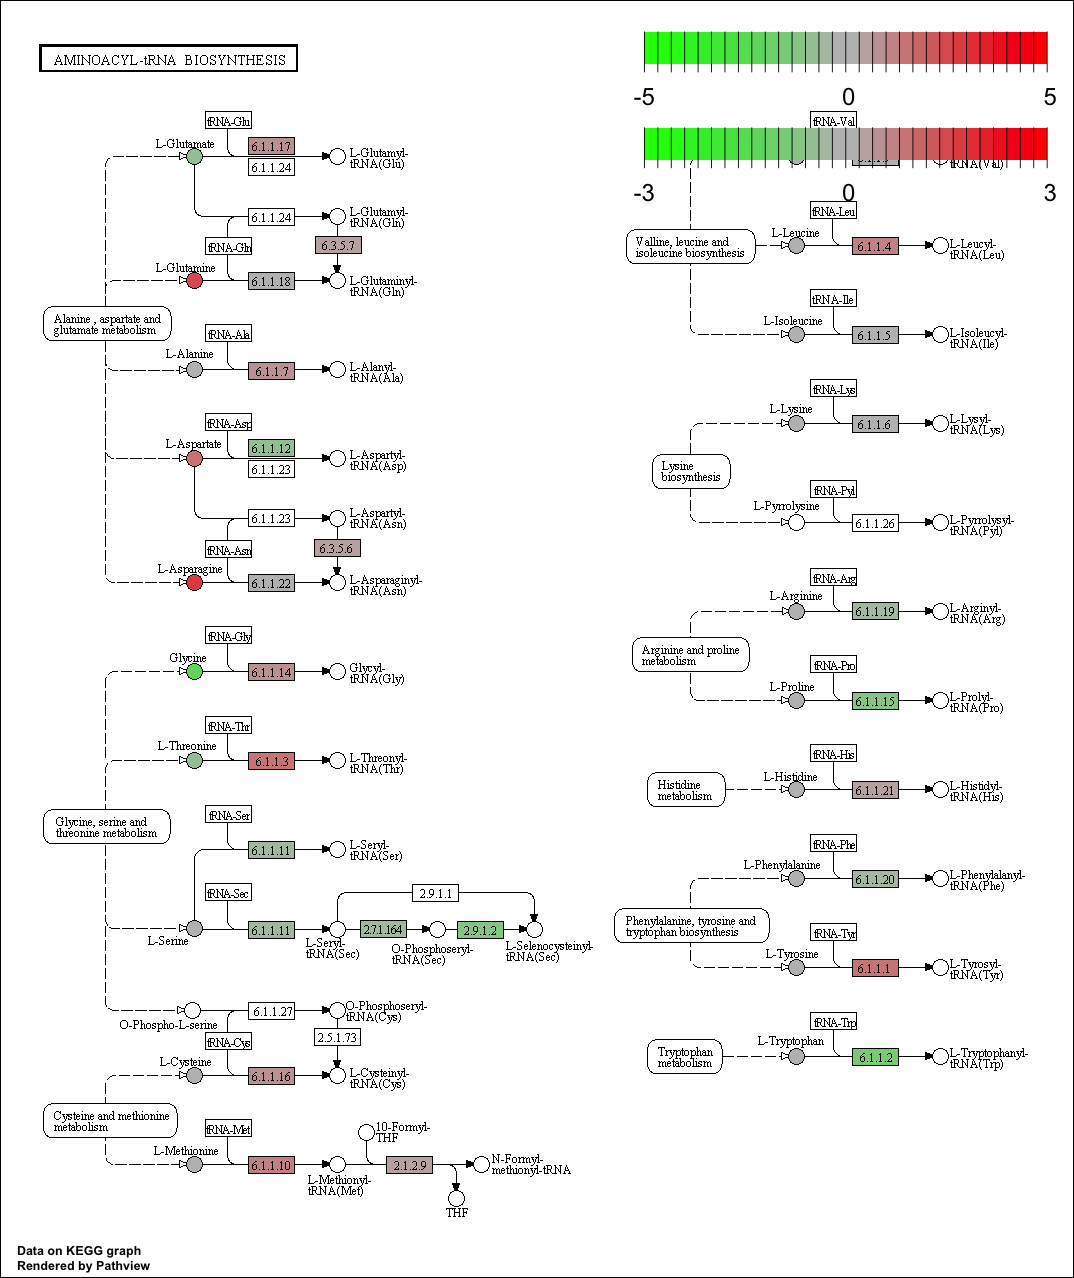 AMINOACYL-tRNA BIOSYNTHESIS
-5
0
5
-3
0
3
tRNA-Glu
L-Glutamate
6.1.1.17
6.1.1.24
L-Glutamyl-
tRNA(Glu)
6.1.1.24
L-Glutamyl-
tRNA(Gln)
tRNA-Gln
6.3.5.7
L-Glutamine
6.1.1.18
L-Glutaminyl-
tRNA(Gln)
Alanine , aspartate and
glutamate metabolism
tRNA-Ala
L-Alanine
6.1.1.7
L-Alanyl-
tRNA(Ala)
tRNA-Asp
L-Aspartate
6.1.1.12
6.1.1.23
L-Aspartyl-
tRNA(Asp)
6.1.1.23
L-Aspartyl-
tRNA(Asn)
tRNA-Asn
6.3.5.6
L-Asparagine
6.1.1.22
L-Asparaginyl-
tRNA(Asn)
tRNA-Gly
Glycine
6.1.1.14
Glycyl-
tRNA(Gly)
tRNA-Thr
L-Threonine
6.1.1.3
L-Threonyl-
tRNA(Thr)
Glycine, serine and
threonine metabolism
tRNA-Ser
6.1.1.11
L-Seryl-
tRNA(Ser)
tRNA-Sec
2.9.1.1
L-Serine
6.1.1.11
L-Seryl-
tRNA(Sec)
2.7.1.164
O-Phosphoseryl-
tRNA(Sec)
2.9.1.2
L-Selenocysteinyl-
tRNA(Sec)
O-Phospho-L-serine
6.1.1.27
O-Phosphoseryl-
tRNA(Cys)
tRNA-Cys
2.5.1.73
L-Cysteine
6.1.1.16
L-Cysteinyl-
tRNA(Cys)
Cysteine and methionine
metabolism
tRNA-Met
L-Methionine
6.1.1.10
L-Methionyl-
tRNA(Met)
10-Formyl-
THF
2.1.2.9
N-Formyl-
methionyl-tRNA
THF
tRNA-Val
tRNA(Val)
Valline, leucine and
isoleucine biosynthesis
tRNA-Leu
L-Leucine
6.1.1.4
L-Leucyl-
tRNA(Leu)
tRNA-Ile
L-Isoleucine
6.1.1.5
L-Isoleucyl-
tRNA(Ile)
tRNA-Lys
L-Lysine
6.1.1.6
L-Lysyl-
tRNA(Lys)
Lysine
biosynthesis
tRNA-Pyl
L-Pyrrolysine
6.1.1.26
L-Pyrrolysyl-
tRNA(Pyl)
tRNA-Arg
L-Arginine
6.1.1.19
L-Arginyl-
tRNA(Arg)
Arginine and proline
metabolism
tRNA-Pro
L-Proline
6.1.1.15
L-Prolyl-
tRNA(Pro)
tRNA-His
L-Histidine
6.1.1.21
L-Histidyl-
tRNA(His)
Histidine
metabolism
tRNA-Phe
L-Phenylalanine
6.1.1.20
L-Phenylalanyl-
tRNA(Phe)
Phenylalanine, tyrosine and
tryptophan biosynthesis
tRNA-Tyr
L-Tyrosine
6.1.1.1
L-Tyrosyl-
tRNA(Tyr)
tRNA-Trp
L-Tryptophan
6.1.1.2
L-Tryptophanyl-
tRNA(Trp)
Tryptophan
metabolism
Data on KEGG graph
Rendered by Pathview